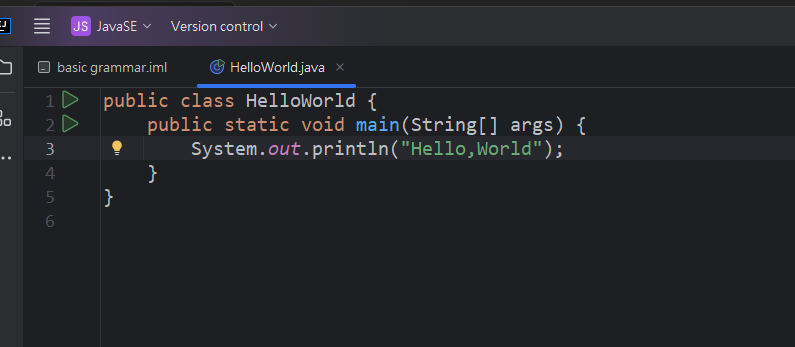 JS JavaSE Version control
basic grammar.iml HelloWorld.java
1 public class HelloWorld {
2 public static void main(String[] args) {
3 System.out.println("Hello,World");
4 }
5 }
6